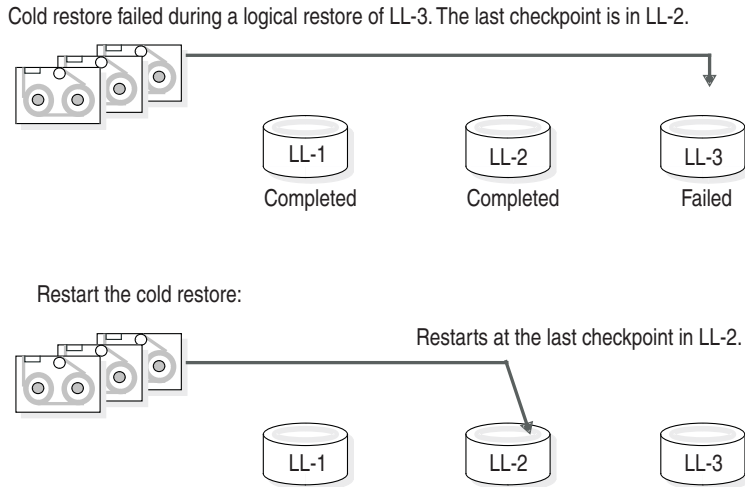 Cold restore failed during a logical restore of LL-3. The last checkpoint is in LL-2.
LL-1
LL-2
LL-3
Completed
Completed
Failed
Restart the cold restore:
Restarts at the last checkpoint in LL-2.
LL-1
LL-2
LL-3